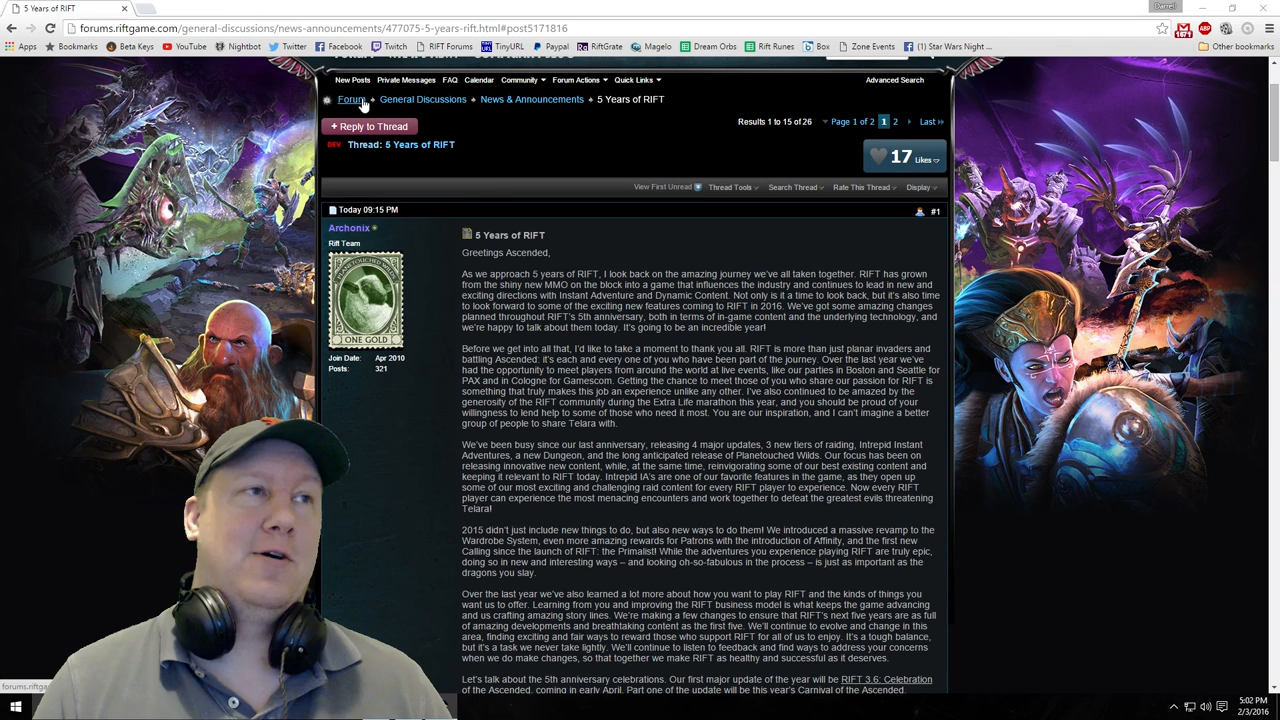 5 Years of RIFT
Darrell
forums.riftgame.com/general-discussions/news-announcements/477075-5-years-rift.html#post5171816
1671
ABP
Apps Bookmarks Beta Keys YouTube Nightbot Twitter Facebook Twitch RIFT Forums TinyURL Paypal RiftGrate Magelo Dream Orbs Rift Runes Box Zone Events (1) Star Wars Night... Other bookmarks
New Posts Private Messages FAQ Calendar Community Forum Actions Quick Links Advanced Search
Forum General Discussions News & Announcements 5 Years of RIFT
+ Reply to Thread
Results 1 to 15 of 26 Page 1 of 2 1 2 Last
DEV Thread: 5 Years of RIFT
17 Likes
View First Unread Thread Tools Search Thread Rate This Thread Display
Today 09:15 PM #1
Archonix
Rift Team
ONE GOLD
Join Date: Apr 2010
Posts: 321
5 Years of RIFT
Greetings Ascended,
As we approach 5 years of RIFT, I look back on the amazing journey we've all taken together. RIFT has grown
from the shiny new MMO on the block into a game that influences the industry and continues to lead in new and
exciting directions with Instant Adventure and Dynamic Content. Not only is it a time to look back, but it's also time
to look forward to some of the exciting new features coming to RIFT in 2016. We've got some amazing changes
planned throughout RIFT's 5th anniversary, both in terms of in-game content and the underlying technology, and
we're happy to talk about them today. It's going to be an incredible year!
Before we get into all that, I'd like to take a moment to thank you all. RIFT is more than just planar invaders and
battling Ascended: it's each and every one of you who have been part of the journey. Over the last year we've
had the opportunity to meet players from around the world at live events, like our parties in Boston and Seattle for
PAX and in Cologne for Gamescom. Getting the chance to meet those of you who share our passion for RIFT is
something that truly makes this job an experience unlike any other. I've also continued to be amazed by the
generosity of the RIFT community during the Extra Life marathon this year, and you should be proud of your
willingness to lend help to some of those who need it most. You are our inspiration, and I can't imagine a better
group of people to share Telara with.
We've been busy since our last anniversary, releasing 4 major updates, 3 new tiers of raiding, Intrepid Instant
Adventures, a new Dungeon, and the long anticipated release of Planetouched Wilds. Our focus has been on
releasing innovative new content, while, at the same time, reinvigorating some of our best existing content and
keeping it relevant to RIFT today. Intrepid IA's are one of our favorite features in the game, as they open up
some of our most exciting and challenging raid content for every RIFT player to experience. Now every RIFT
player can experience the most menacing encounters and work together to defeat the greatest evils threatening
Telara!
2015 didn't just include new things to do, but also new ways to do them! We introduced a massive revamp to the
Wardrobe System, even more amazing rewards for Patrons with the introduction of Affinity, and the first new
Calling since the launch of RIFT: the Primalist! While the adventures you experience playing RIFT are truly epic,
doing so in new and interesting ways – and looking oh-so-fabulous in the process – is just as important as the
dragons you slay.
Over the last year we've also learned a lot more about how you want to play RIFT and the kinds of things you
want us to offer. Learning from you and improving the RIFT business model is what keeps the game advancing
and us crafting amazing story lines. We're making a few changes to ensure that RIFT's next five years are as full
of amazing developments and breathtaking content as the first five. We'll continue to evolve and change in this
area, finding exciting and fair ways to reward those who support RIFT for all of us to enjoy. It's a tough balance,
but it's a task we never take lightly. We'll continue to listen to feedback and find ways to address your concerns
when we do make changes, so that together we make RIFT as healthy and successful as it deserves.
Let's talk about the 5th anniversary celebrations. Our first major update of the year will be RIFT 3.6: Celebration
of the Ascended, coming in early April. Part one of the update will be this year's Carnival of the Ascended.
forums.riftga
5:02 PM
2/3/2016